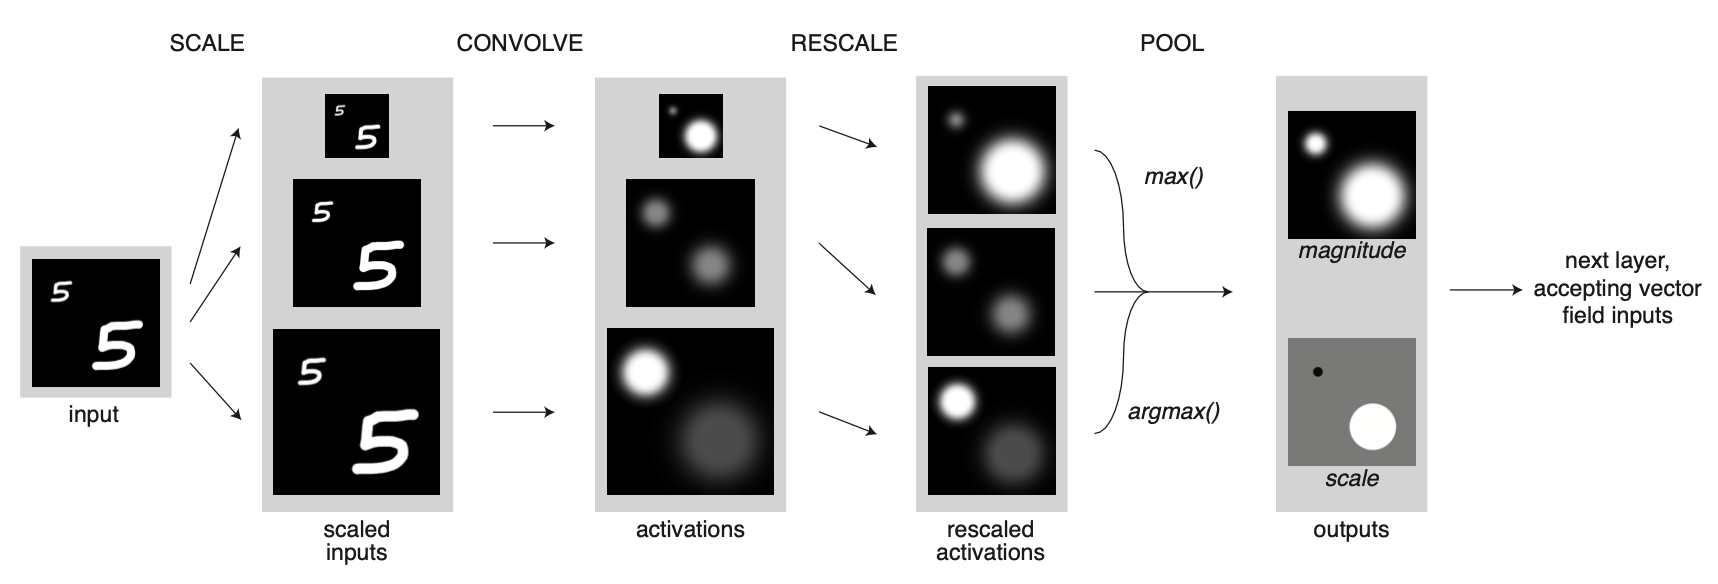 SCALE
CONVOLVE
RESCALE
POOL
5
5
5
5
5
5
5
5
input
scaled
inputs
activations
rescaled
activations
max()
argmax()
magnitude
scale
outputs
next layer,
accepting vector
field inputs